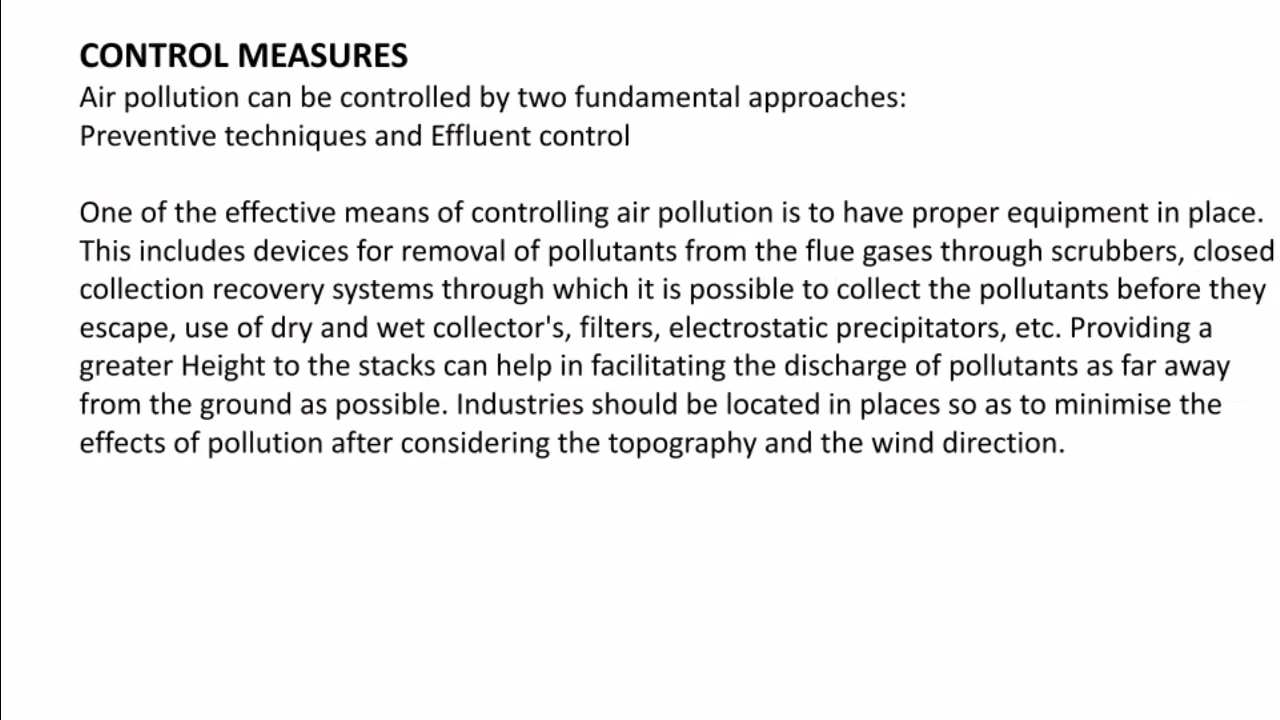 CONTROL MEASURES
Air pollution can be controlled by two fundamental approaches:
Preventive techniques and Effluent control
One of the effective means of controlling air pollution is to have proper equipment in place.
This includes devices for removal of pollutants from the flue gases through scrubbers, closed
collection recovery systems through which it is possible to collect the pollutants before they
escape, use of dry and wet collector's, filters, electrostatic precipitators, etc. Providing a
greater Height to the stacks can help in facilitating the discharge of pollutants as far away
from the ground as possible. Industries should be located in places so as to minimise the
effects of pollution after considering the topography and the wind direction.